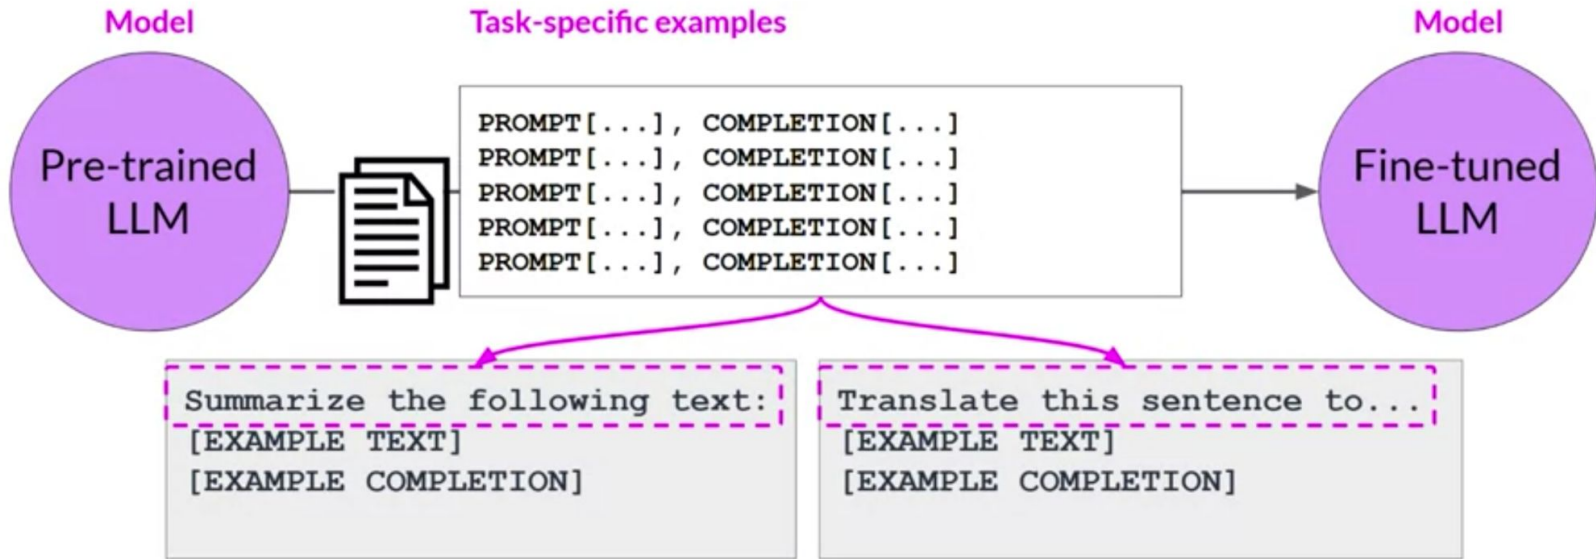 Model
Task-specific examples
Model
Pre-trained
LLM
PROMPT[...], COMPLETION[...]
PROMPT[...], COMPLETION[...]
PROMPT[...], COMPLETION[...]
PROMPT[...], COMPLETION[...]
PROMPT[...], COMPLETION[...]
Fine-tuned
LLM
Summarize the following text:
[EXAMPLE TEXT]
[EXAMPLE COMPLETION]
Translate this sentence to...
[EXAMPLE TEXT]
[EXAMPLE COMPLETION]